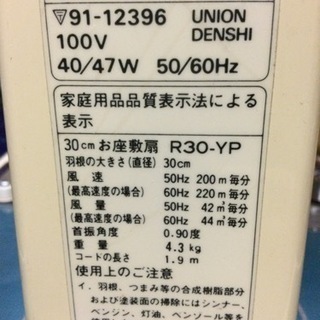 ▽91-12396 UNION
100V DENSHI
40/47W 50/60Hz
家庭用品品質表示法による
表示
30cmお座敷扇 R30-YP
羽根の大きさ(直径) 30cm
風速 50Hz 200m毎分
(最高速度の場合) 60Hz 220m毎分
風量 50Hz 42m³毎分
(最高速度の場合) 60Hz 44m³毎分
首振角度 0.90度
重量 4.3kg
コードの長さ 1.9m
使用上のご注意
イ.羽根、つまみ等の合成樹脂部分
および塗装面の掃除にはシンナー、
ベンジン、灯油、ベンゾール等を